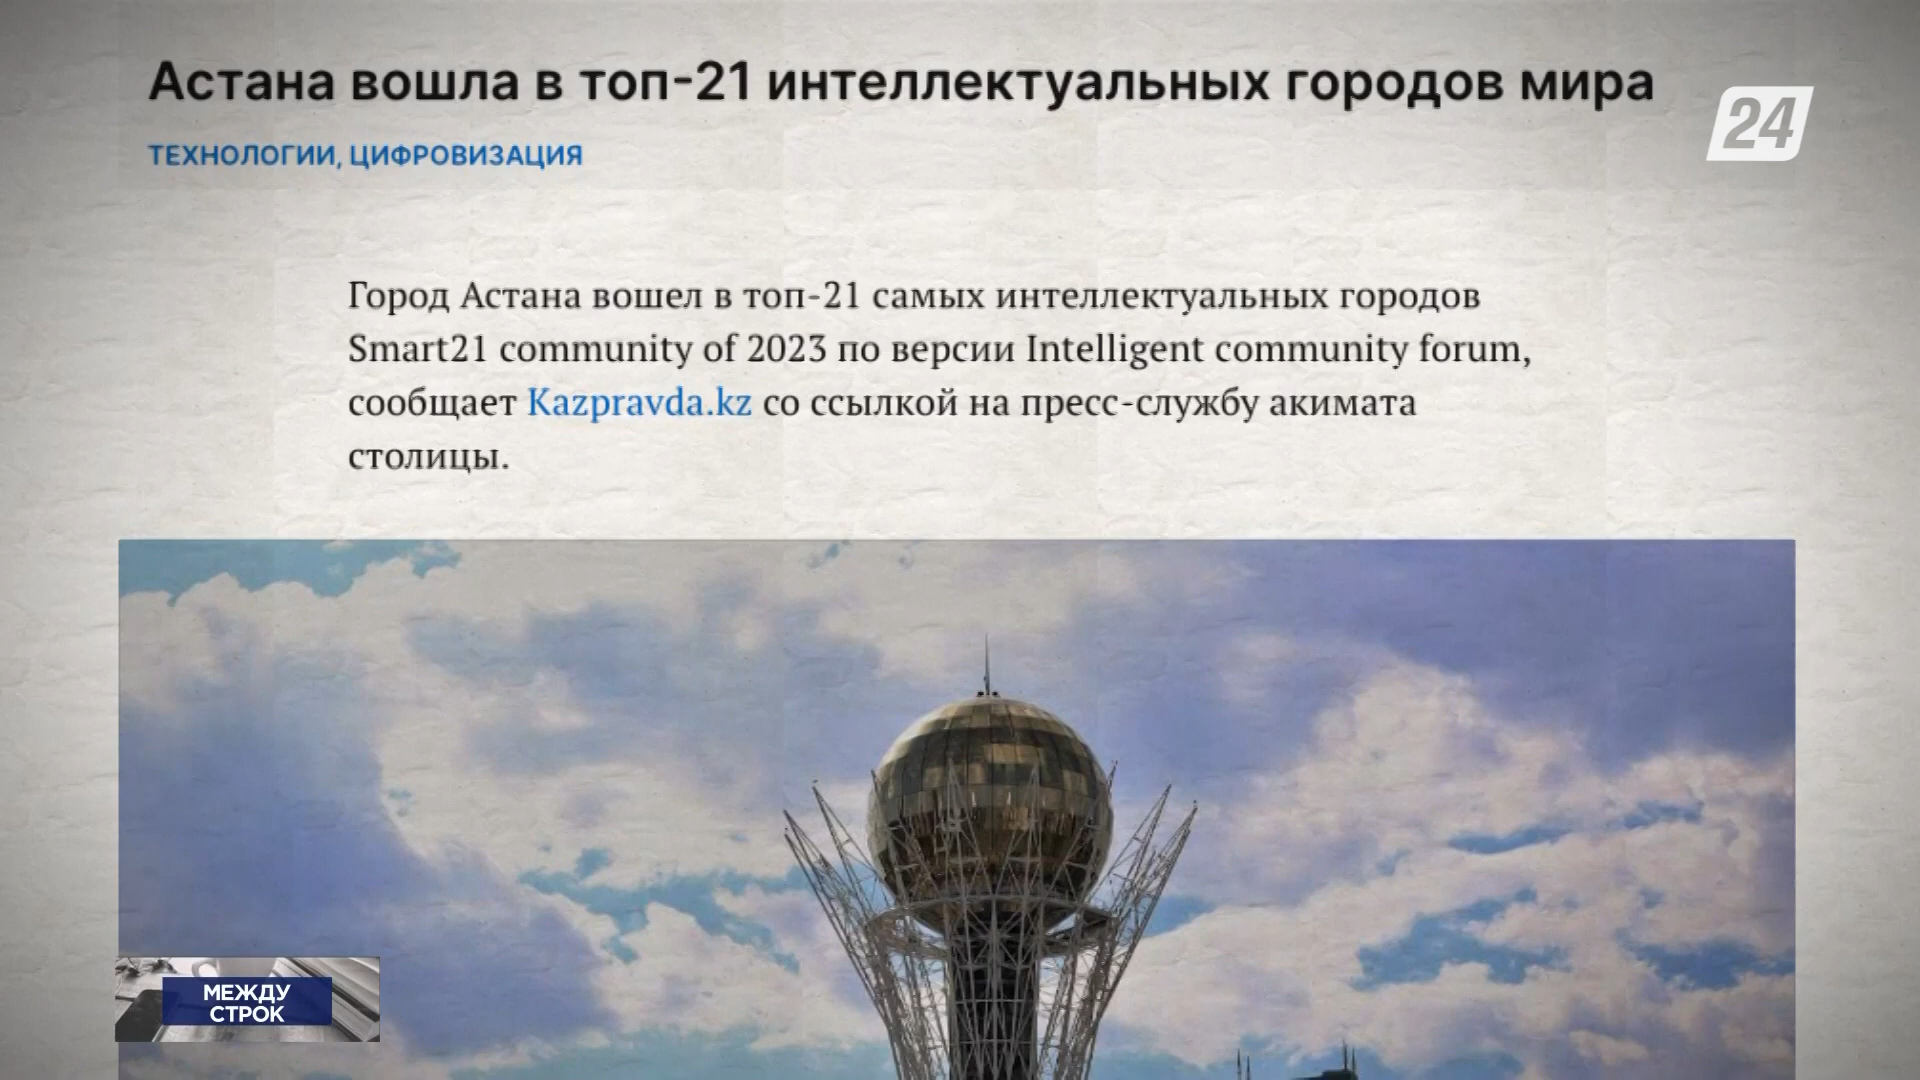 Астана вошла в топ-21 интеллектуальных городов мира
24
ТЕХНОЛОГИИ, ЦИФРОВИЗАЦИЯ
Город Астана вошел в топ-21 самых интеллектуальных городов
Smart21 community of 2023 по версии Intelligent community forum,
сообщает Kazpravda.kz со ссылкой на пресс-службу акимата
столицы.
МЕЖДУ
СТРОК